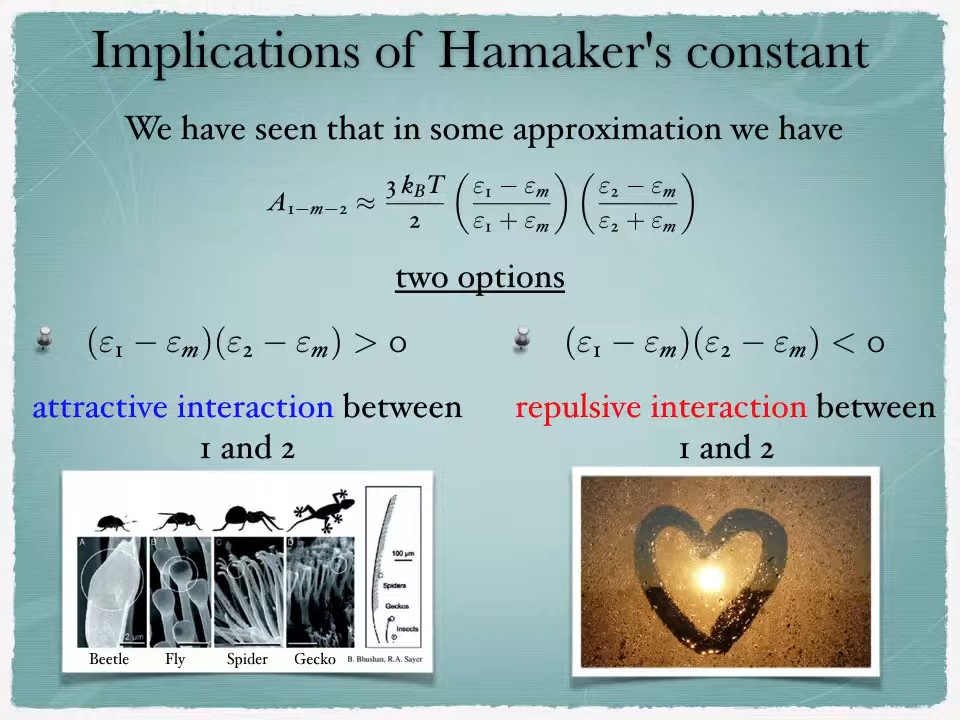 Implications of Hamaker's constant
We have seen that in some approximation we have
A₁₋ₘ₋₂ ≈ 3 k_B T / 2 ( ε₁ − εₘ / ε₁ + εₘ ) ( ε₂ − εₘ / ε₂ + εₘ )
two options
(ε₁ − εₘ)(ε₂ − εₘ) > 0
attractive interaction between
1 and 2
(ε₁ − εₘ)(ε₂ − εₘ) < 0
repulsive interaction between
1 and 2
A B C D
2 μm
100 μm
Spiders
Geckos
Insects
Beetle Fly Spider Gecko B. Bhushan, R.A. Sayer